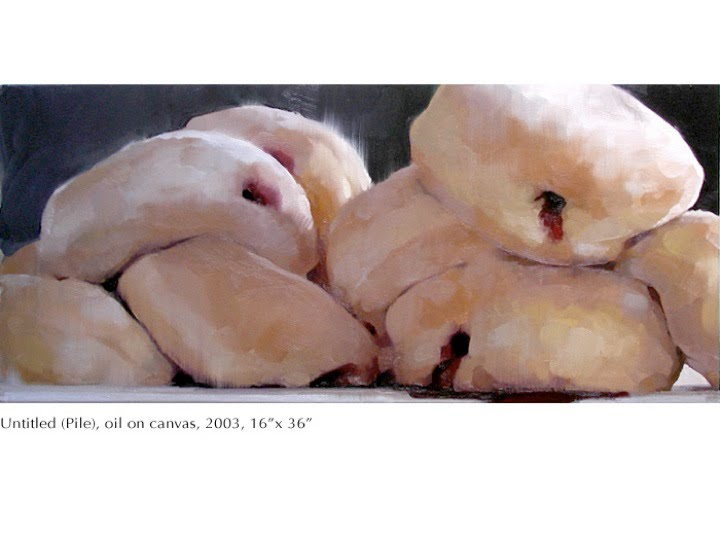 Untitled (Pile), oil on canvas, 2003, 16”x 36”